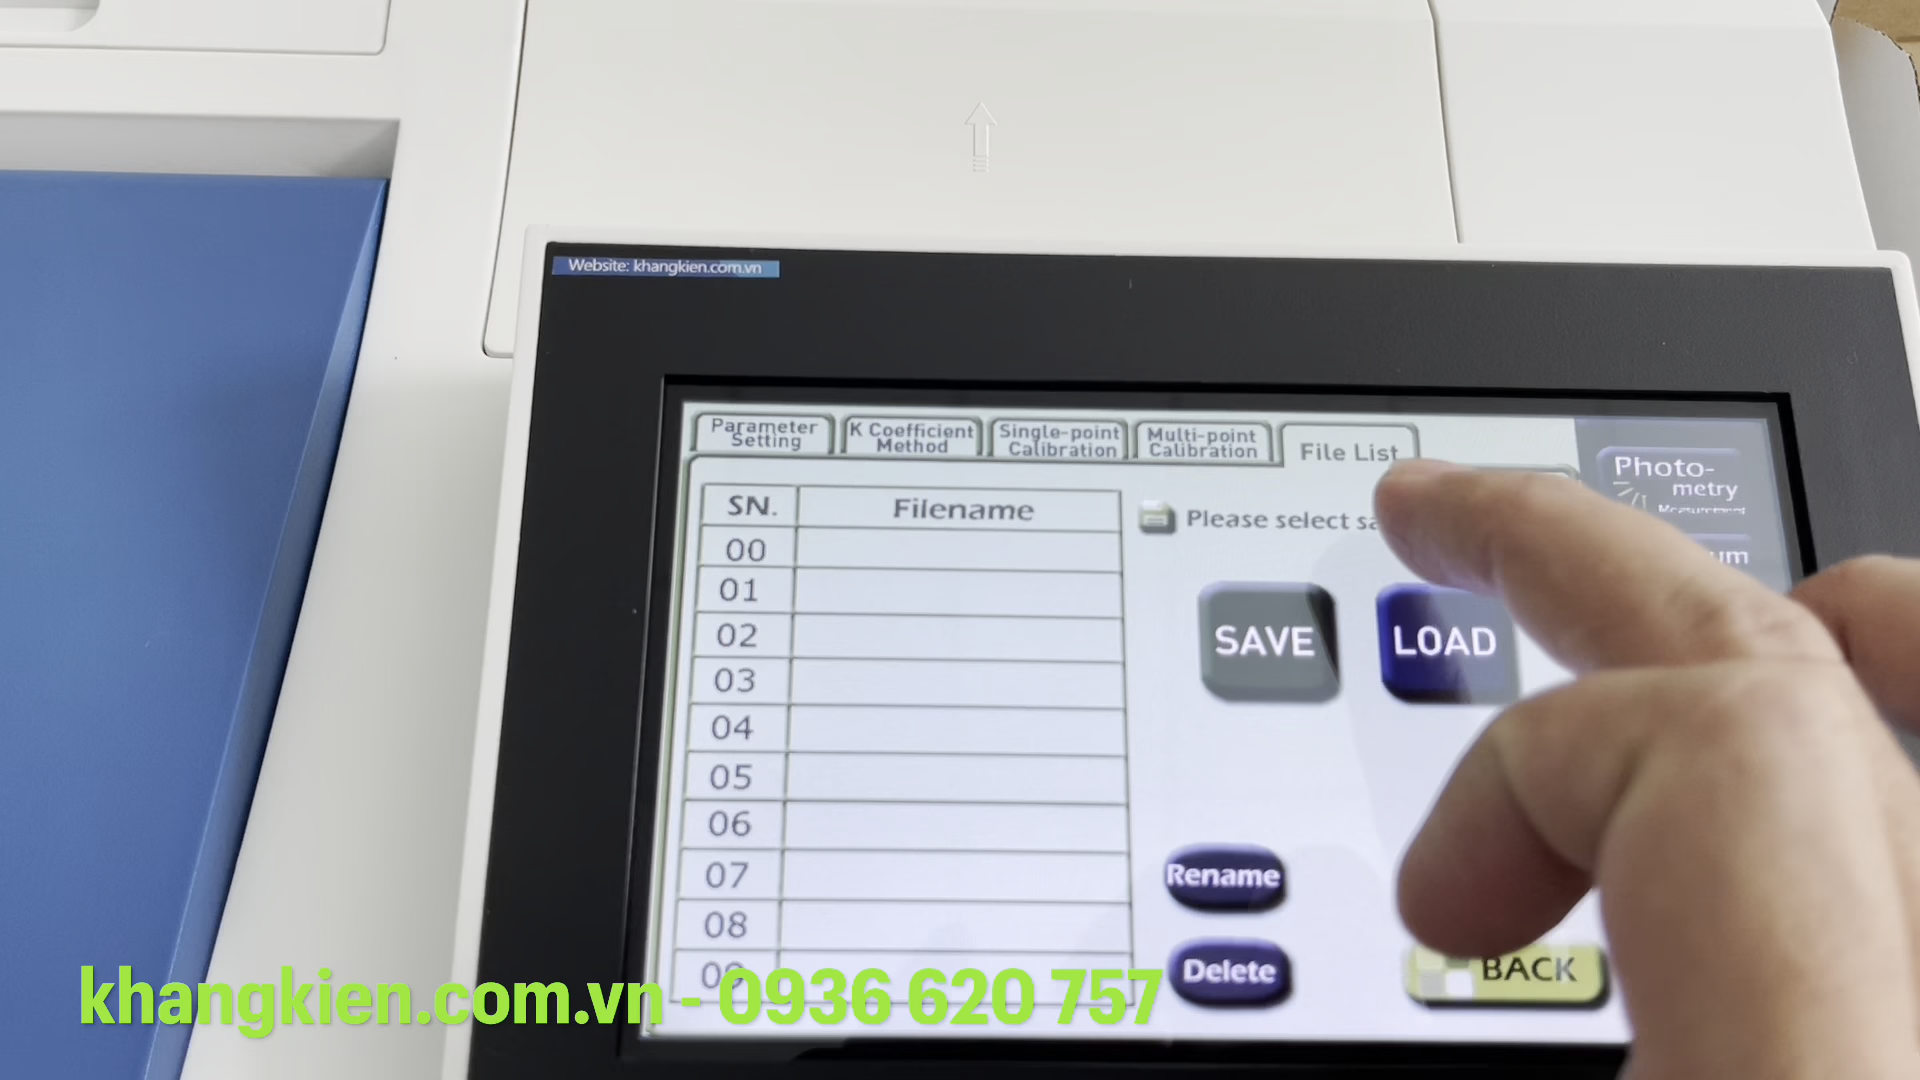 Website: khangkien.com.vn
Parameter
Setting
K Coefficient
Method
Single-point
Calibration
Multi-point
Calibration
File List
Photo-
metry
Measurement
SN. Filename
Please select
00
01
02
03
04
05
06
07
08
09
SAVE
LOAD
Rename
Delete
BACK
khangkien.com.vn - 0936 620 757